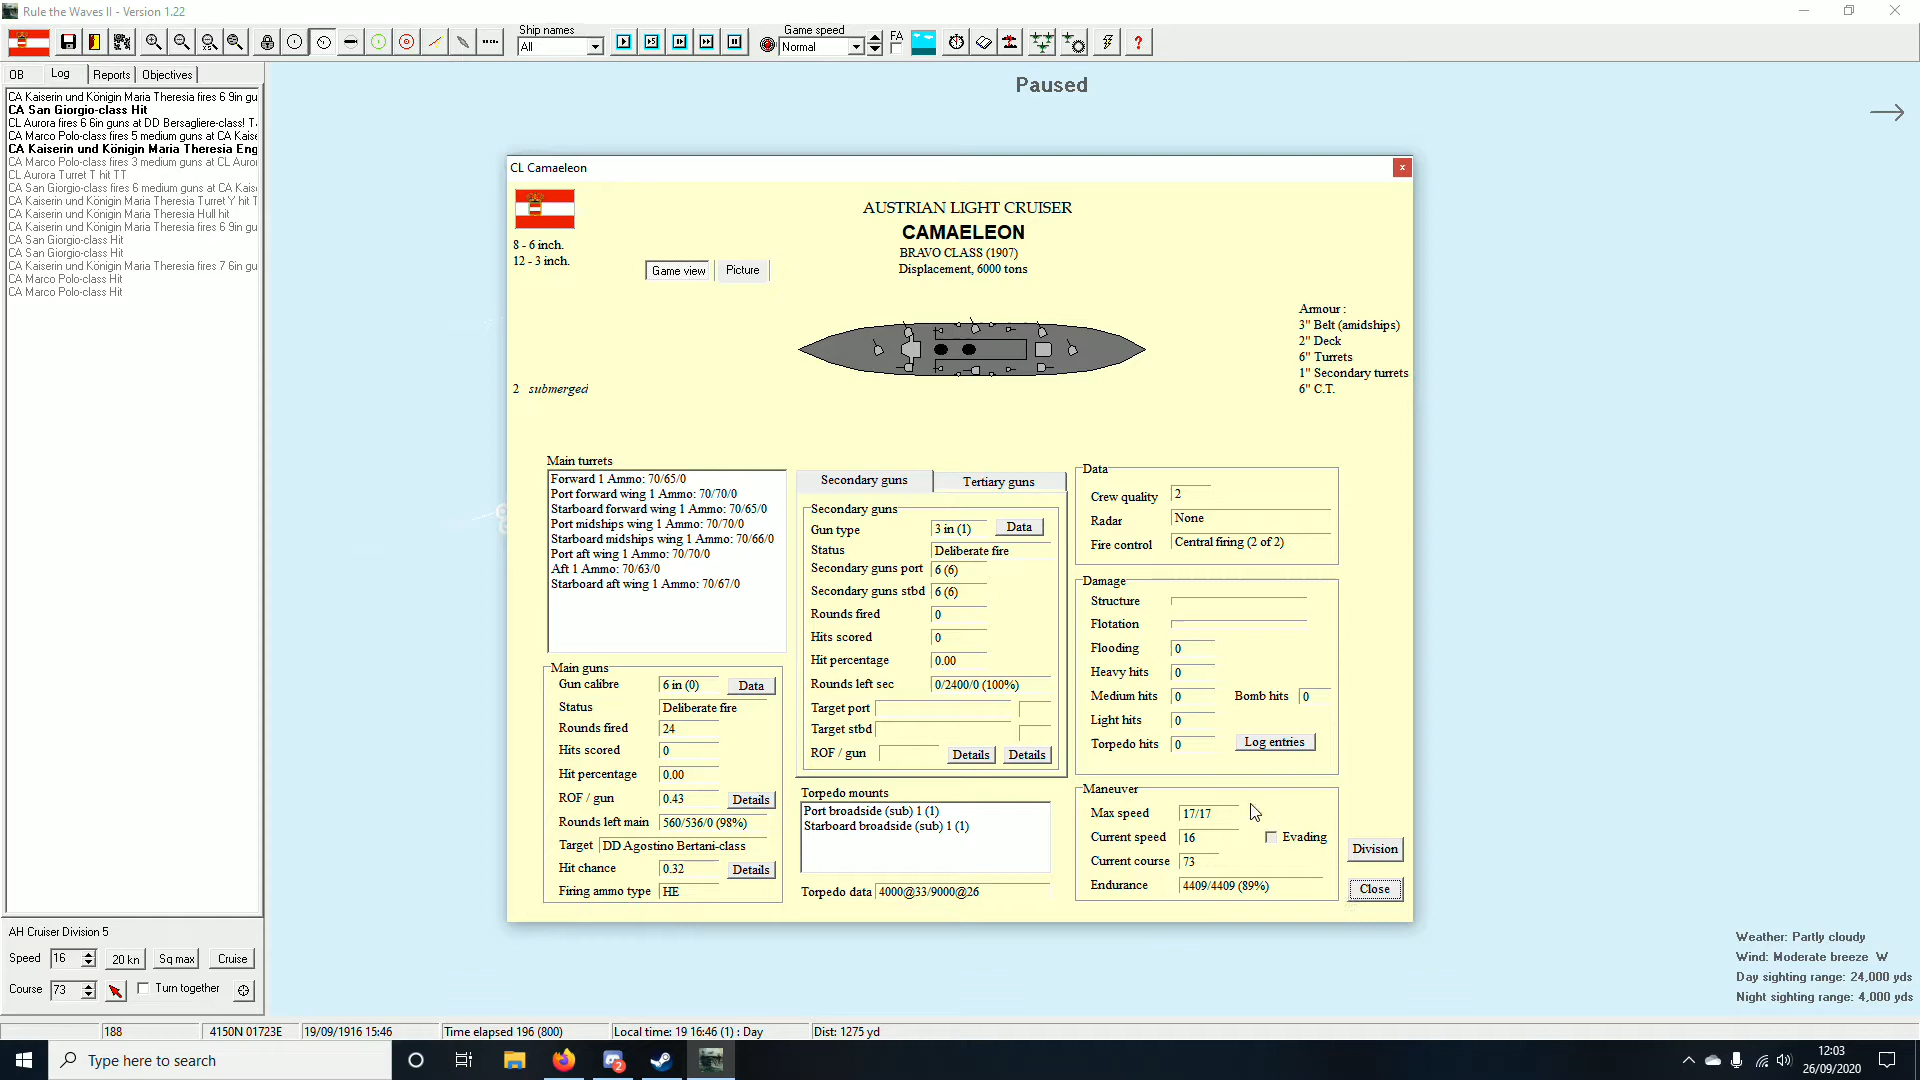 Rule the Waves II - Version 1.22
Ship names
All
Game speed
Normal
FA
OB
Log
Reports
Objectives
CA Kaiserin und Königin Maria Theresia fires 6 9in gu
CA San Giorgio-class Hit
CL Aurora fires 6 6in guns at DD Bersagliere-class! T
CA Marco Polo-class fires 5 medium guns at CA Kaise
CA Kaiserin und Königin Maria Theresia Eng
CA Marco Polo-class fires 3 medium guns at CL Auror
CL Aurora Turret T hit TT
CA San Giorgio-class fires 6 medium guns at CA Kais
CA Kaiserin und Königin Maria Theresia Turret Y hit T
CA Kaiserin und Königin Maria Theresia Hull hit
CA Kaiserin und Königin Maria Theresia fires 6 9in gu
CA San Giorgio-class Hit
CA San Giorgio-class Hit
CA Kaiserin und Königin Maria Theresia fires 7 6in gu
CA Marco Polo-class Hit
CA Marco Polo-class Hit
Paused
CL Camaeleon
AUSTRIAN LIGHT CRUISER
CAMAELEON
BRAVO CLASS (1907)
Displacement, 6000 tons
8 - 6 inch.
12 - 3 inch.
Game view
Picture
2 submerged
Armour :
3" Belt (amidships)
2" Deck
6" Turrets
1" Secondary turrets
6" C.T.
Main turrets
Forward 1 Ammo: 70/65/0
Port forward wing 1 Ammo: 70/70/0
Starboard forward wing 1 Ammo: 70/65/0
Port midships wing 1 Ammo: 70/70/0
Starboard midships wing 1 Ammo: 70/66/0
Port aft wing 1 Ammo: 70/70/0
Aft 1 Ammo: 70/63/0
Starboard aft wing 1 Ammo: 70/67/0
Main guns
Gun calibre 6 in (0) Data
Status Deliberate fire
Rounds fired 24
Hits scored 0
Hit percentage 0.00
ROF / gun 0.43 Details
Rounds left main 560/536/0 (98%)
Target DD Agostino Bertani-class
Hit chance 0.32 Details
Firing ammo type HE
Secondary guns
Tertiary guns
Secondary guns
Gun type 3 in (1) Data
Status Deliberate fire
Secondary guns port 6 (6)
Secondary guns stbd 6 (6)
Rounds fired 0
Hits scored 0
Hit percentage 0.00
Rounds left sec 0/2400/0 (100%)
Target port
Target stbd
ROF / gun Details Details
Torpedo mounts
Port broadside (sub) 1 (1)
Starboard broadside (sub) 1 (1)
Torpedo data 4000@33/9000@26
Data
Crew quality 2
Radar None
Fire control Central firing (2 of 2)
Damage
Structure
Flotation
Flooding 0
Heavy hits 0
Medium hits 0 Bomb hits 0
Light hits 0
Torpedo hits 0 Log entries
Maneuver
Max speed 17/17
Current speed 16 Evading
Current course 73
Endurance 4409/4409 (89%)
Division
Close
AH Cruiser Division 5
Speed 16 20 kn Sq max Cruise
Course 73 Turn together
Weather: Partly cloudy
Wind: Moderate breeze W
Day sighting range: 24,000 yds
Night sighting range: 4,000 yds
188
4150N 01723E
19/09/1916 15:46
Time elapsed 196 (800)
Local time: 19 16:46 (1) : Day
Dist: 1275 yd
Type here to search
2
12:03
26/09/2020